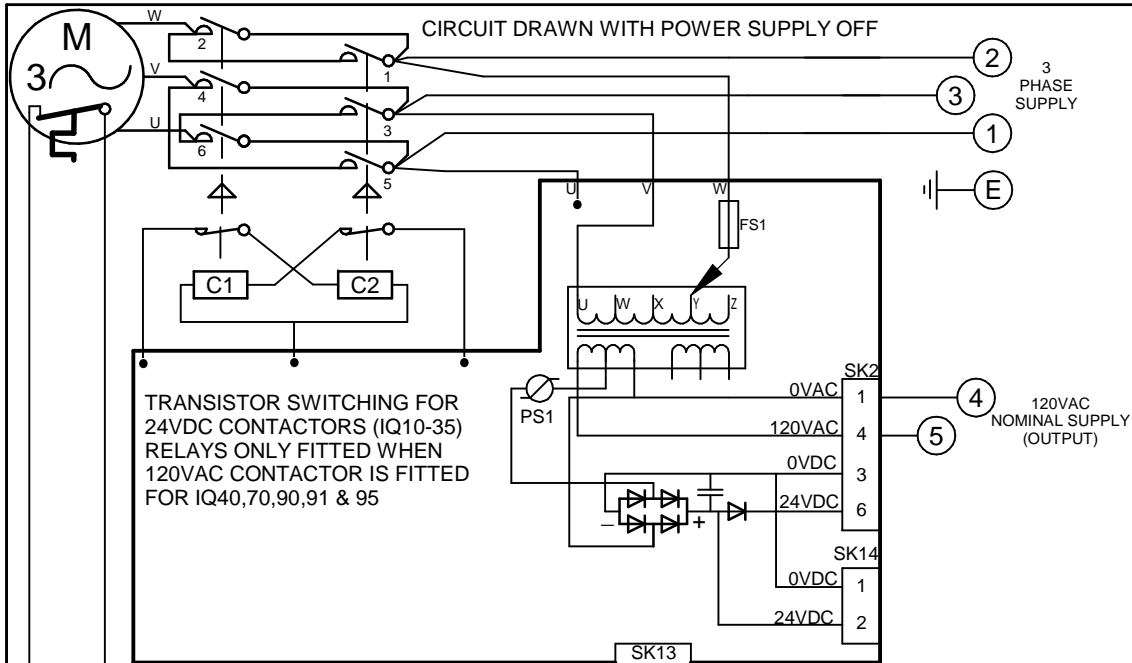 CIRCUIT DRAWN WITH POWER SUPPLY OFF
W
M
3
V
U
2
1
4
3
6
5
2
3
PHASE
SUPPLY
3
1
E
U
V
W
FS1
C1
C2
U
W
X
Y
Z
PS1
TRANSISTOR SWITCHING FOR
24VDC CONTACTORS (IQ10-35)
RELAYS ONLY FITTED WHEN
120VAC CONTACTOR IS FITTED
FOR IQ40,70,90,91 & 95
SK2
0VAC
1
4
120VAC
NOMINAL SUPPLY
(OUTPUT)
120VAC
4
5
0VDC
3
24VDC
6
–
+
SK14
0VDC
1
24VDC
2
SK13